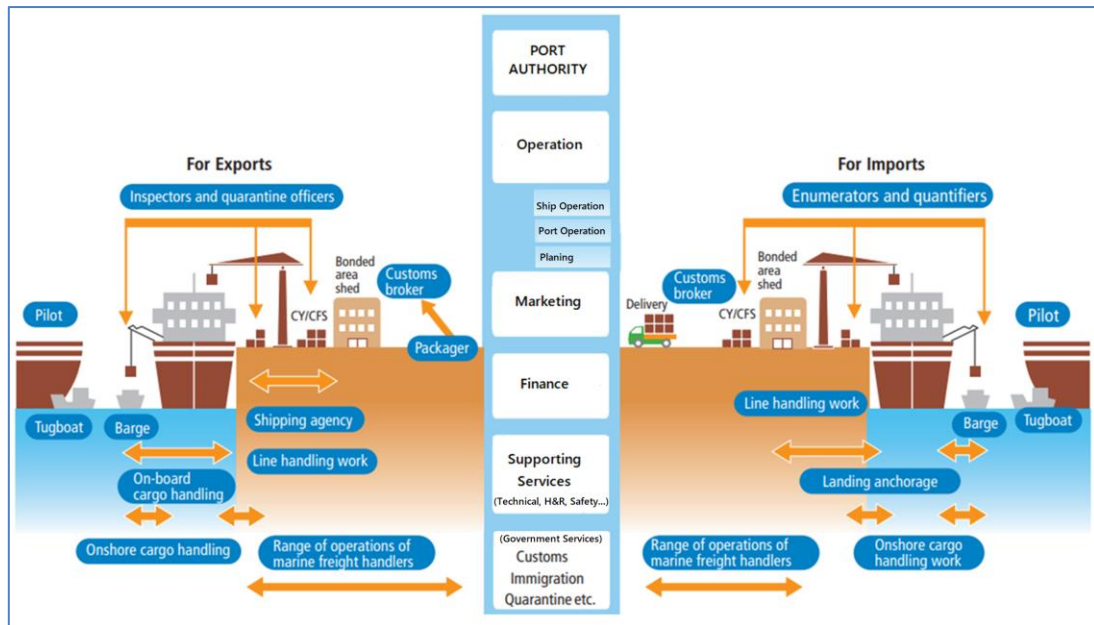 For Exports
Inspectors and quarantine officers
Bonded
area
shed
Customs
broker
CY/CFS
Pilot
Packager
Tugboat
Barge
Shipping agency
Line handling work
On-board
cargo handling
Onshore cargo handling
Range of operations of
marine freight handlers
PORT
AUTHORITY
Operation
Ship Operation
Port Operation
Planing
Marketing
Finance
Supporting
Services
(Technical, H&R, Safety...)
(Government Services)
Customs
Immigration
Quarantine etc.
For Imports
Enumerators and quantifiers
Bonded
area
shed
Customs
broker
Delivery
CY/CFS
Pilot
Line handling work
Barge
Tugboat
Landing anchorage
Range of operations of
marine freight handlers
Onshore cargo
handling work